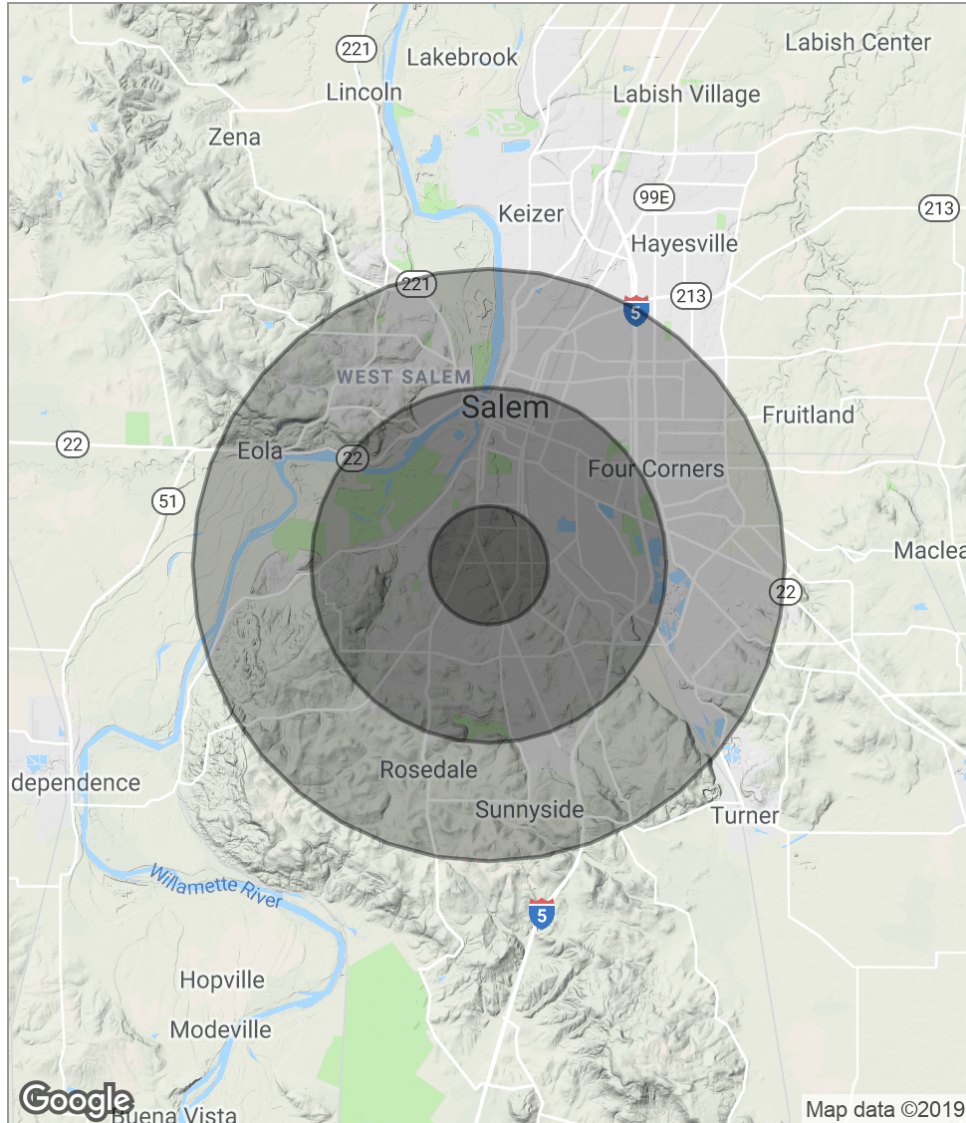 221
Lakebrook
Labish Center
Lincoln
Labish Village
Zena
99E
213
Keizer
Hayesville
221
213
5
WEST SALEM
Salem
Fruitland
22
Eola
22
Four Corners
51
Maclea
22
Rosedale
dependence
Sunnyside
Turner
Willamette River
5
Hopville
Modeville
Google
Buena Vista
Map data ©2019